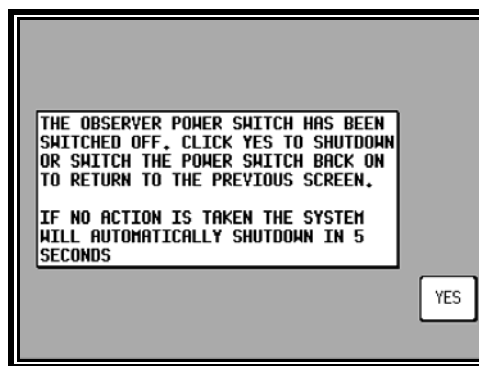 THE OBSERVER POWER SWITCH HAS BEEN
SWITCHED OFF. CLICK YES TO SHUTDOWN
OR SWITCH THE POWER SWITCH BACK ON
TO RETURN TO THE PREVIOUS SCREEN.
IF NO ACTION IS TAKEN THE SYSTEM
WILL AUTOMATICALLY SHUTDOWN IN 5
SECONDS
YES